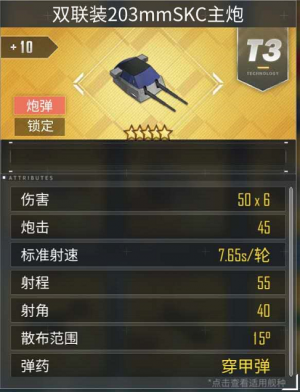 双联装203mmSKC主炮
+10
T3
TECHNOLOGY
炮弹
锁定
ATTRIBUTES
伤害 50 x 6
炮击 45
标准射速 7.65s/轮
射程 55
射角 40
散布范围 15°
弹药 穿甲弹
*点击查看适用舰种